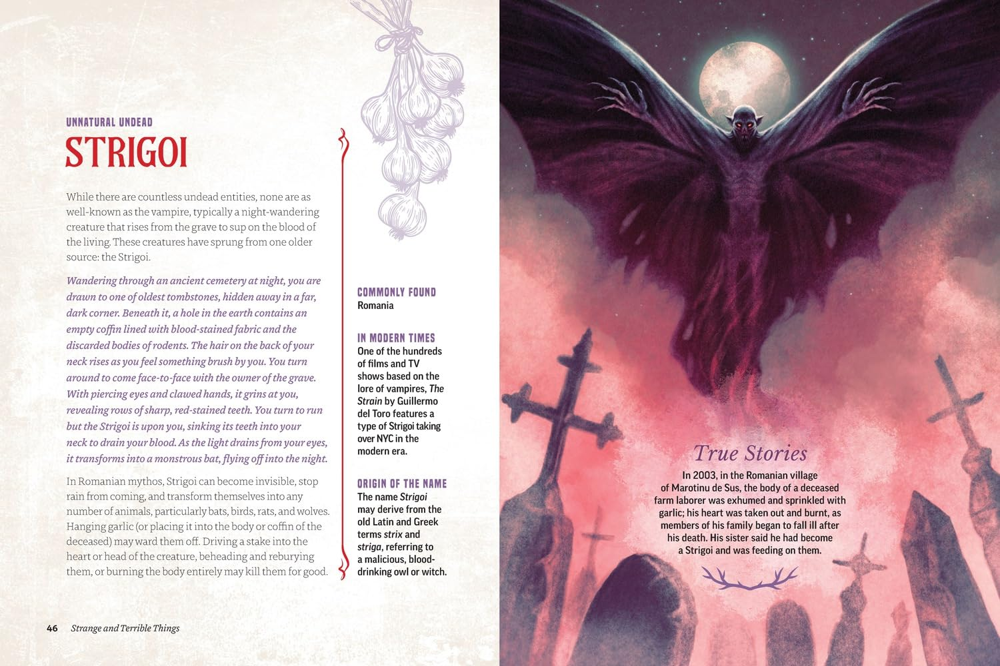 UNNATURAL UNDEAD
STRIGOI
While there are countless undead entities, none are as
well-known as the vampire, typically a night-wandering
creature that rises from the grave to sup on the blood of
the living. These creatures have sprung from one older
source: the Strigoi.
Wandering through an ancient cemetery at night, you are
drawn to one of oldest tombstones, hidden away in a far,
dark corner. Beneath it, a hole in the earth contains an
empty coffin lined with blood-stained fabric and the
discarded bodies of rodents. The hair on the back of your
neck rises as you feel something brush by you. You turn
around to come face-to-face with the owner of the grave.
With piercing eyes and clawed hands, it grins at you,
revealing rows of sharp, red-stained teeth. You turn to run
but the Strigoi is upon you, sinking its teeth into your
neck to drain your blood. As the light drains from your eyes,
it transforms into a monstrous bat, flying off into the night.
In Romanian mythos, Strigoi can become invisible, stop
rain from coming, and transform themselves into any
number of animals, particularly bats, birds, rats, and wolves.
Hanging garlic (or placing it into the body or coffin of the
deceased) may ward them off. Driving a stake into the
heart or head of the creature, beheading and reburying
them, or burning the body entirely may kill them for good.
COMMONLY FOUND
Romania
IN MODERN TIMES
One of the hundreds
of films and TV
shows based on the
lore of vampires, The
Strain by Guillermo
del Toro features a
type of Strigoi taking
over NYC in the
modern era.
ORIGIN OF THE NAME
The name Strigoi
may derive from the
old Latin and Greek
terms strix and
striga, referring to
a malicious, blood-
drinking owl or witch.
46 Strange and Terrible Things
True Stories
In 2003, in the Romanian village
of Marotinu de Sus, the body of a deceased
farm laborer was exhumed and sprinkled with
garlic; his heart was taken out and burnt, as
members of his family began to fall ill after
his death. His sister said he had become
a Strigoi and was feeding on them.